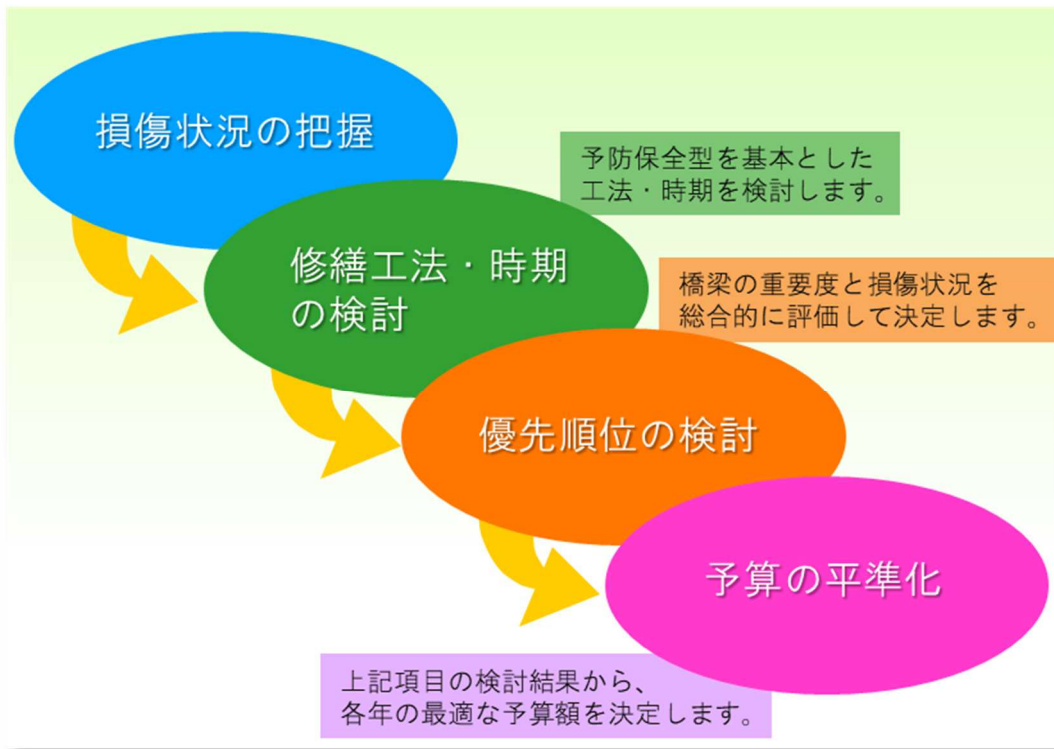 損傷状況の把握
予防保全型を基本とした
工法・時期を検討します。
修繕工法・時期
の検討
橋梁の重要度と損傷状況を
総合的に評価して決定します。
優先順位の検討
予算の平準化
上記項目の検討結果から、
各年の最適な予算額を決定します。